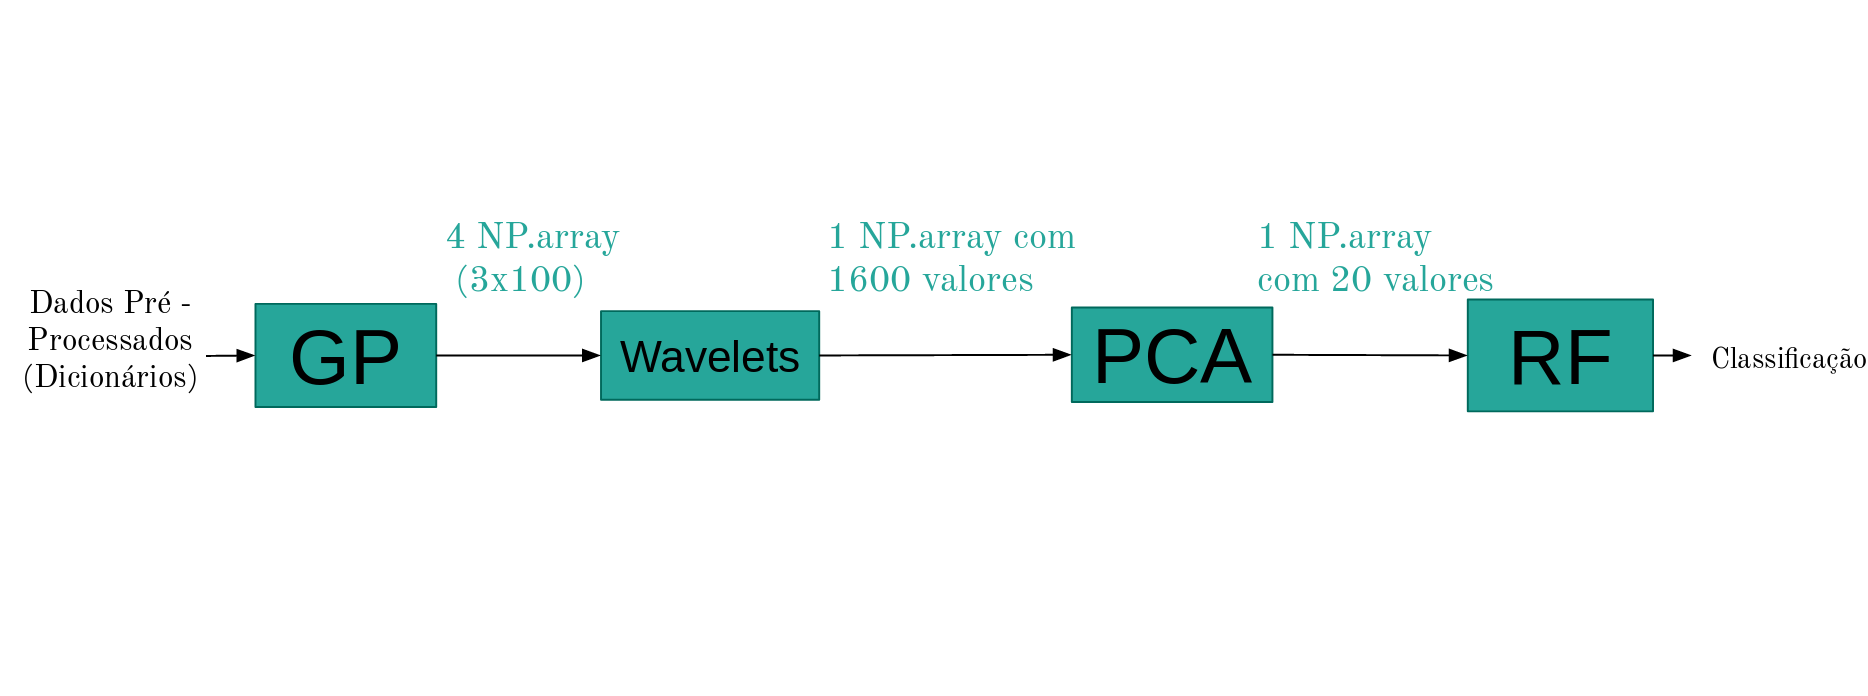 Dados Pré -
Processados
(Dicionários)
GP
4 NP.array
(3x100)
Wavelets
1 NP.array com
1600 valores
PCA
1 NP.array
com 20 valores
RF
Classificação